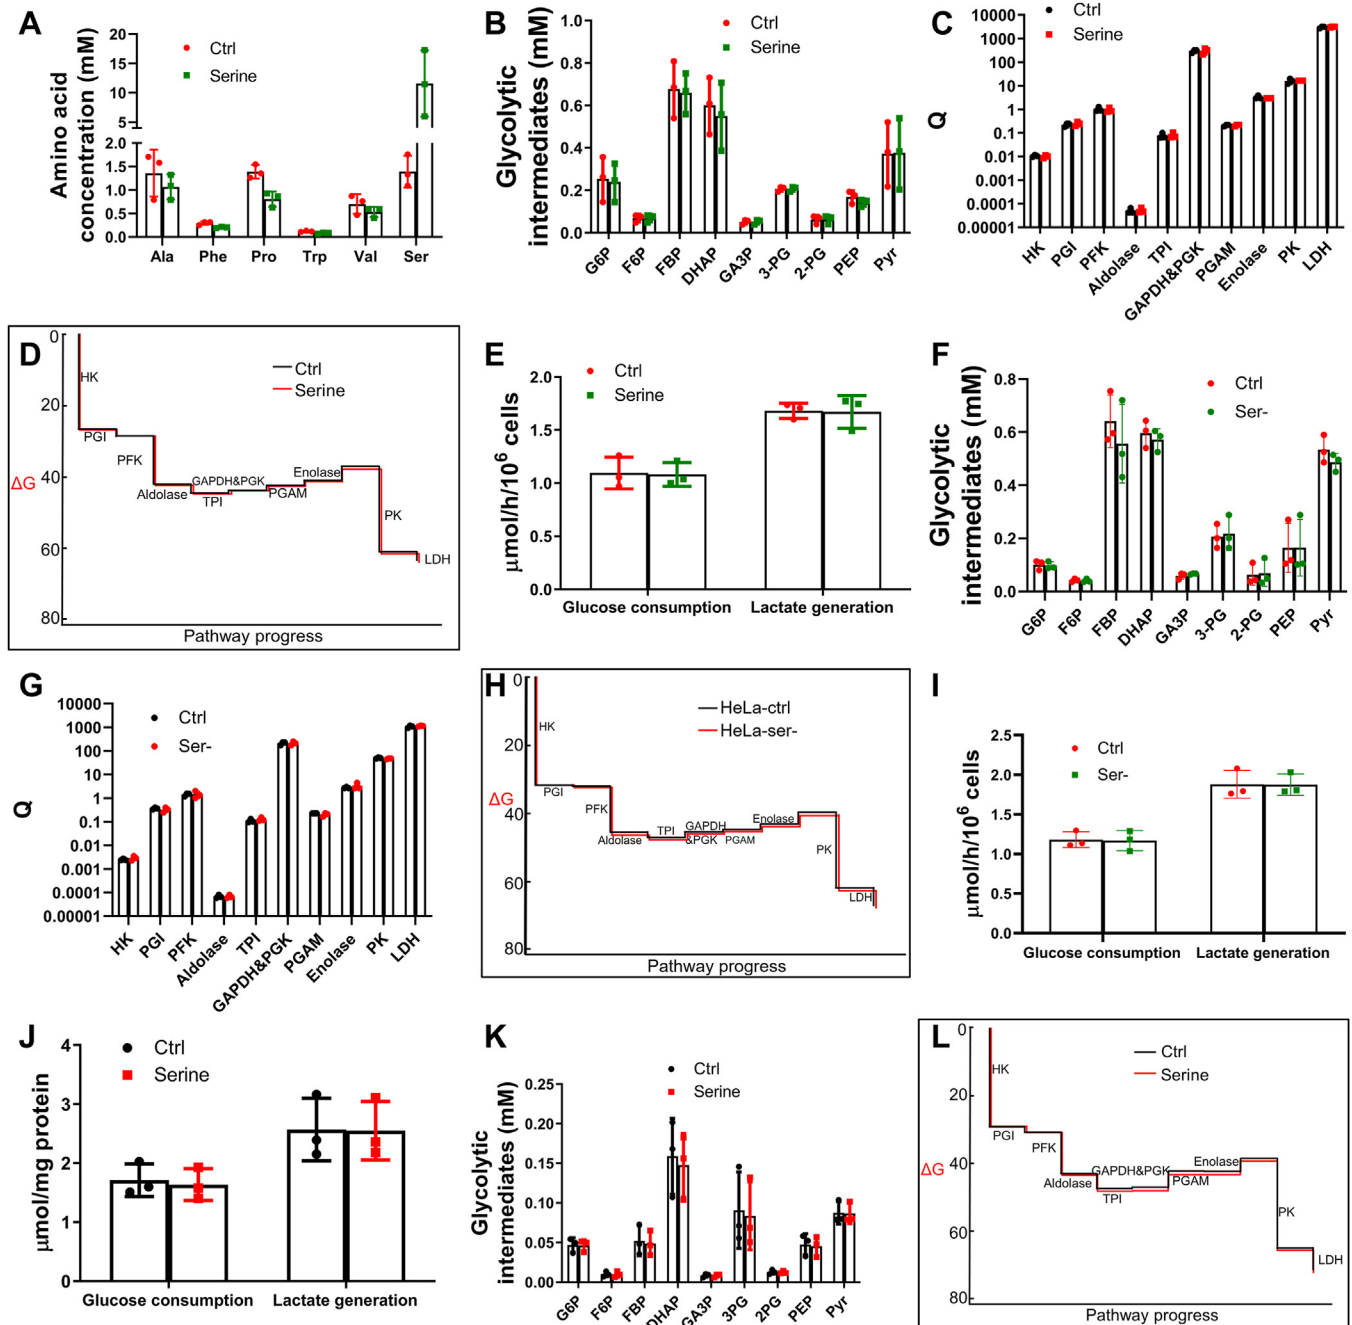 A
Amino acid
concentration (mM)
20
15
10
5
2.0
1.5
1.0
0.5
0.0
Ctrl
Serine
Ala Phe Pro Trp Val Ser
B
Glycolytic
intermediates (mM)
1.0
0.8
0.6
0.4
0.2
0.0
Ctrl
Serine
G6P F6P FBP DHAP GA3P 3-PG 2-PG PEP Pyr
C
Q
10000
1000
100
10
1
0.1
0.01
0.001
0.0001
0.00001
Ctrl
Serine
HK PGI PFK Aldolase TPI GAPDH&PGK PGAM Enolase PK LDH
D
ΔG
0
20
40
60
80
Ctrl
Serine
HK
PGI
PFK
Aldolase
TPI
GAPDH&PGK
PGAM
Enolase
PK
LDH
Pathway progress
E
μmol/h/10⁶ cells
2.0
1.5
1.0
0.5
0.0
Ctrl
Serine
Glucose consumption Lactate generation
F
Glycolytic
intermediates (mM)
0.8
0.6
0.4
0.2
0.0
Ctrl
Ser-
G6P F6P FBP DHAP GA3P 3-PG 2-PG PEP Pyr
G
Q
10000
1000
100
10
1
0.1
0.01
0.001
0.0001
0.00001
Ctrl
Ser-
HK PGI PFK Aldolase TPI GAPDH&PGK PGAM Enolase PK LDH
H
ΔG
0
20
40
60
80
HeLa-ctrl
HeLa-ser-
HK
PGI
PFK
Aldolase
TPI
GAPDH
&PGK
PGAM
Enolase
PK
LDH
Pathway progress
I
μmol/h/10⁶ cells
2.5
2.0
1.5
1.0
0.5
0.0
Ctrl
Ser-
Glucose consumption Lactate generation
J
μmol/mg protein
4
3
2
1
0
Ctrl
Serine
Glucose consumption Lactate generation
K
Glycolytic
intermediates (mM)
0.25
0.20
0.15
0.10
0.05
0.00
Ctrl
Serine
G6P F6P FBP DHAP GA3P 3PG 2PG PEP Pyr
L
ΔG
0
20
40
60
80
Ctrl
Serine
HK
PGI
PFK
Aldolase
TPI
GAPDH&PGK
PGAM
Enolase
PK
LDH
Pathway progress